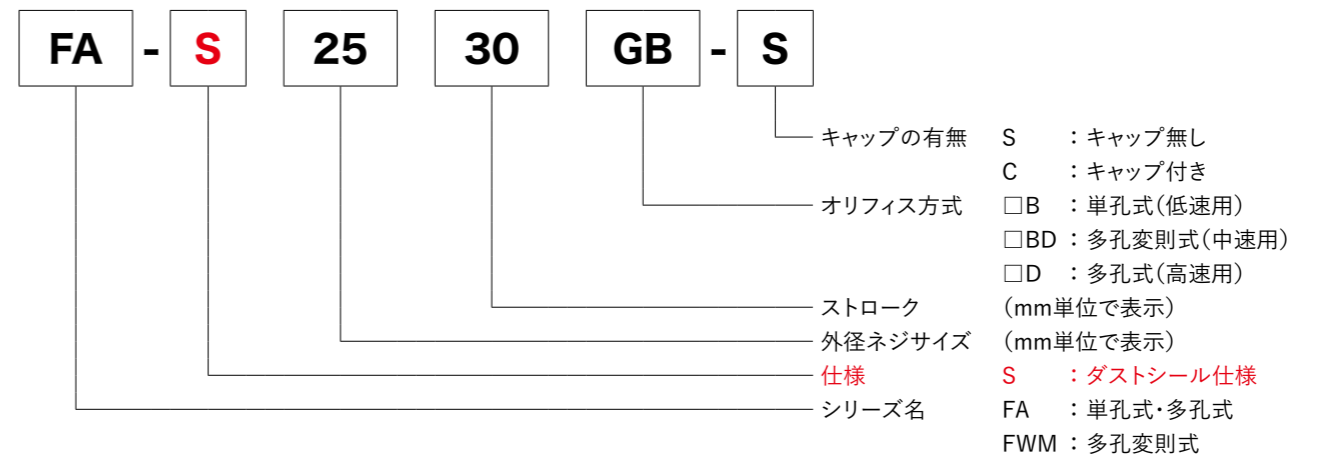 FA - S 25 30 GB - S
キャップの有無 S ：キャップ無し
C ：キャップ付き
オリフィス方式 □B ：単孔式（低速用）
□BD ：多孔変則式（中速用）
□D ：多孔式（高速用）
ストローク （mm単位で表示）
外径ネジサイズ （mm単位で表示）
仕様 S ：ダストシール仕様
シリーズ名 FA ：単孔式・多孔式
FWM ：多孔変則式